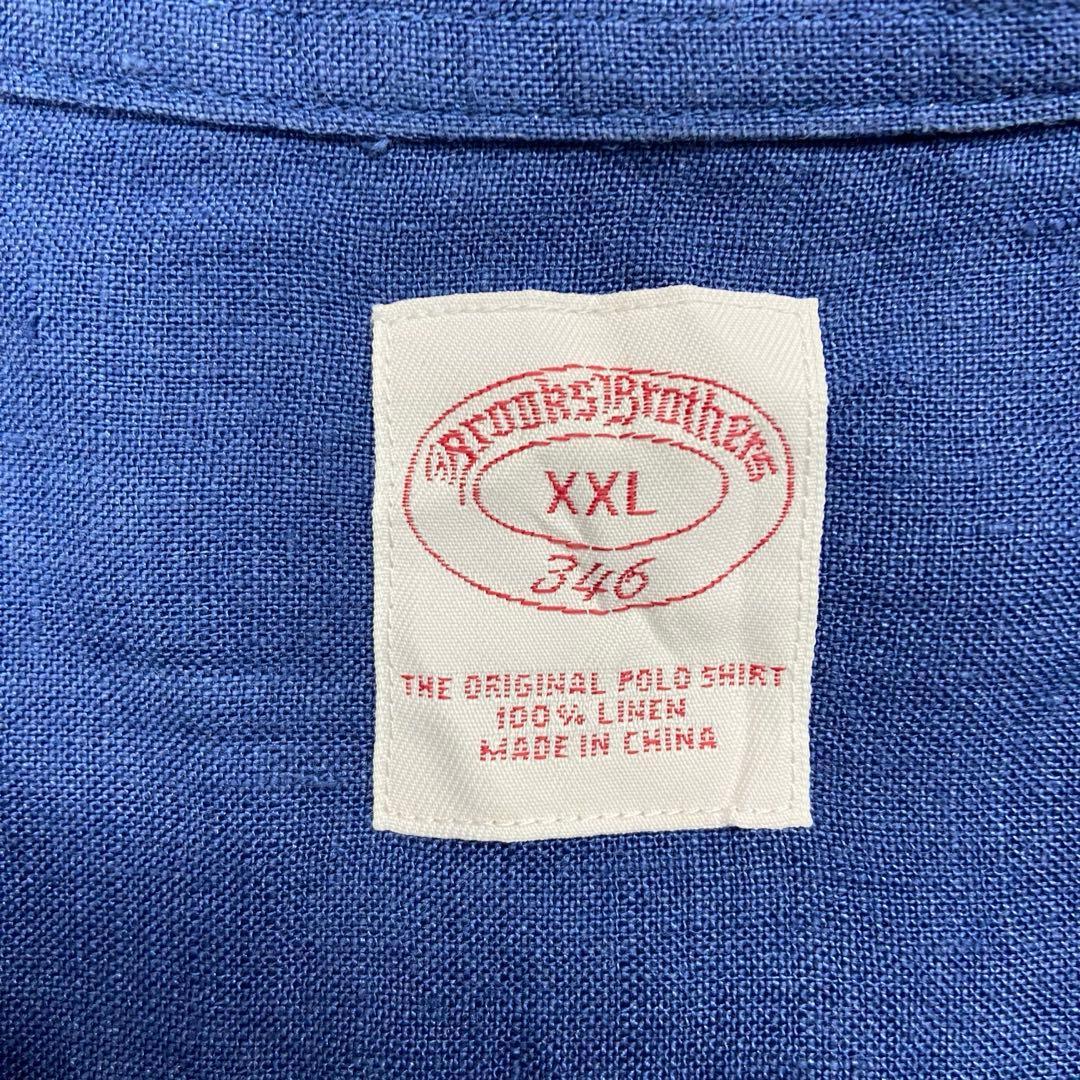 Brooks Brothers
XXL
346
THE ORIGINAL POLO SHIRT
100% LINEN
MADE IN CHINA